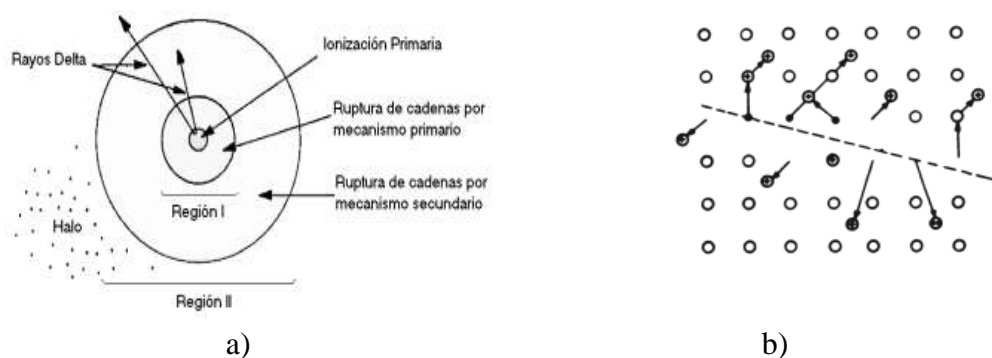 Rayos Delta
Ionización Primaria
Ruptura de cadenas por
mecanismo primario
Ruptura de cadenas por
mecanismo secundario
Región I
Halo
Región II
a)
b)